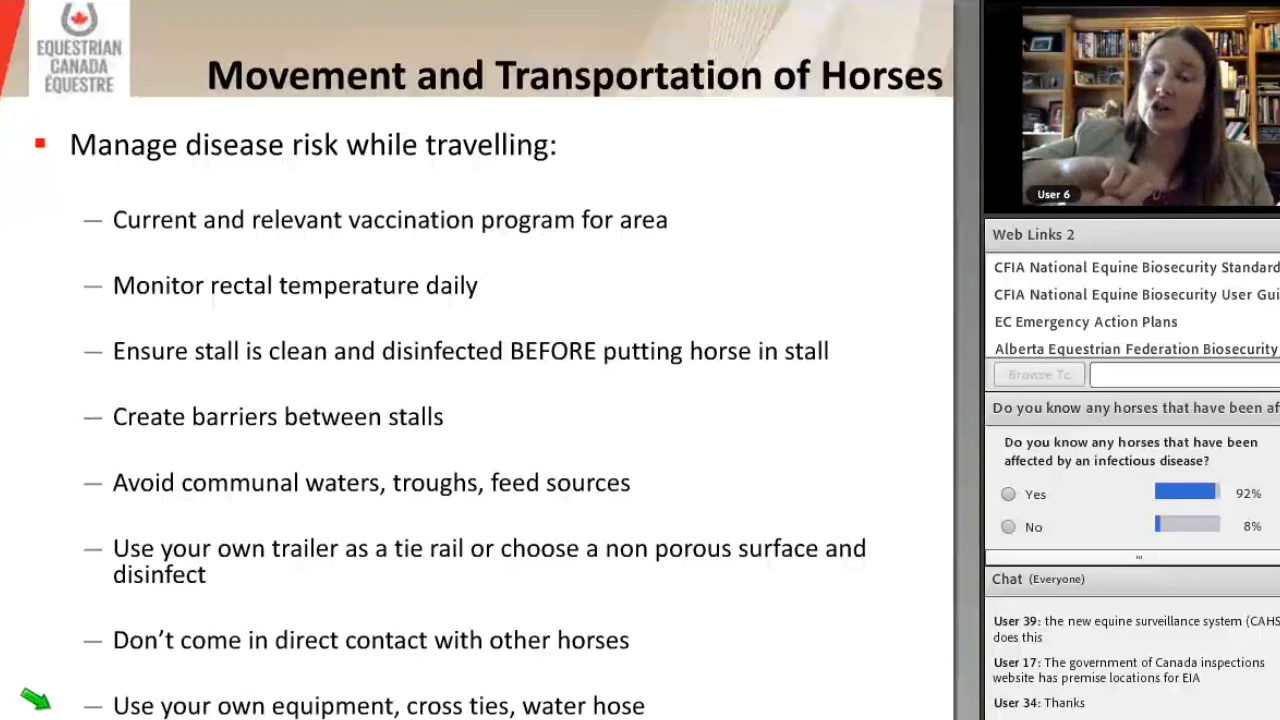 EQUESTRIAN
CANADA
ÉQUESTRE
Movement and Transportation of Horses
Manage disease risk while travelling:
— Current and relevant vaccination program for area
— Monitor rectal temperature daily
— Ensure stall is clean and disinfected BEFORE putting horse in stall
— Create barriers between stalls
— Avoid communal waters, troughs, feed sources
— Use your own trailer as a tie rail or choose a non porous surface and
disinfect
— Don’t come in direct contact with other horses
— Use your own equipment, cross ties, water hose
User 6
Web Links 2
CFIA National Equine Biosecurity Standard
CFIA National Equine Biosecurity User Gui
EC Emergency Action Plans
Alberta Equestrian Federation Biosecurity
Browse To
Do you know any horses that have been af
Do you know any horses that have been
affected by an infectious disease?
Yes 92%
No 8%
Chat (Everyone)
User 39: the new equine surveillance system (CAHS
does this
User 17: The government of Canada inspections
website has premise locations for EIA
User 34: Thanks